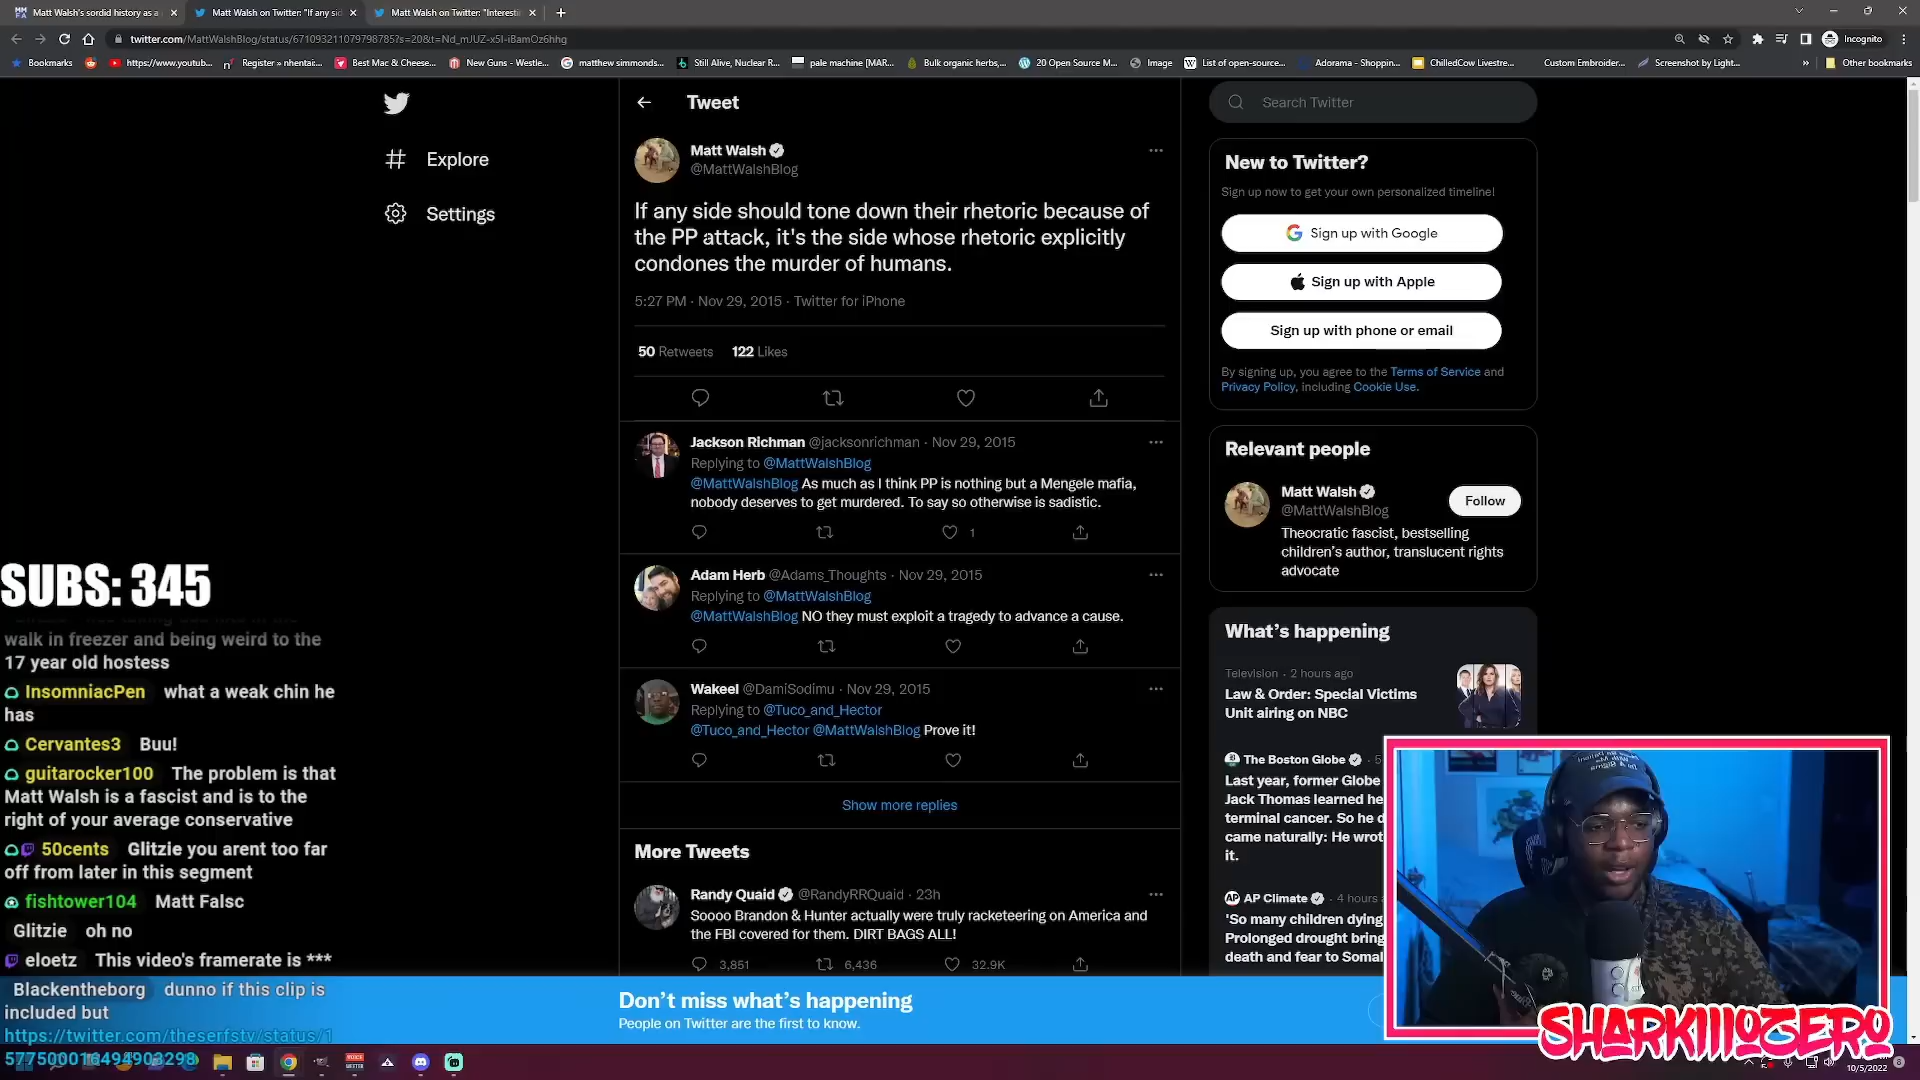 Matt Walsh's sordid history as a
Matt Walsh on Twitter: "If any sid
Matt Walsh on Twitter: "Interesti
Incognito
Bookmarks
https://www.youtub...
Register » nhentai:...
Best Mac & Cheese...
New Guns - Westle...
matthew simmonds...
Still Alive, Nuclear R...
pale machine [MAR...
Bulk organic herbs,...
20 Open Source M...
Image
List of open-source...
Adorama - Shoppin...
ChilledCow Livestre...
Custom Embroider...
Screenshot by Light...
»
Other bookmarks
Explore
Settings
Tweet
Matt Walsh
@MattWalshBlog
If any side should tone down their rhetoric because of
the PP attack, it's the side whose rhetoric explicitly
condones the murder of humans.
5:27 PM · Nov 29, 2015 · Twitter for iPhone
50 Retweets 122 Likes
Jackson Richman @jacksonrichman · Nov 29, 2015
Replying to @MattWalshBlog
@MattWalshBlog As much as I think PP is nothing but a Mengele mafia,
nobody deserves to get murdered. To say so otherwise is sadistic.
1
Adam Herb @Adams_Thoughts · Nov 29, 2015
Replying to @MattWalshBlog
@MattWalshBlog NO they must exploit a tragedy to advance a cause.
Wakeel @DamiSodimu · Nov 29, 2015
Replying to @Tuco_and_Hector
@Tuco_and_Hector @MattWalshBlog Prove it!
Show more replies
More Tweets
Randy Quaid @RandyRRQuaid · 23h
Soooo Brandon & Hunter actually were truly racketeering on America and
the FBI covered for them. DIRT BAGS ALL!
3,851 6,436 32.9K
Search Twitter
New to Twitter?
Sign up now to get your own personalized timeline!
Sign up with Google
Sign up with Apple
Sign up with phone or email
By signing up, you agree to the Terms of Service and
Privacy Policy, including Cookie Use.
Relevant people
Matt Walsh
@MattWalshBlog
Follow
Theocratic fascist, bestselling
children's author, translucent rights
advocate
What's happening
Television · 2 hours ago
Law & Order: Special Victims
Unit airing on NBC
The Boston Globe · 5
Last year, former Globe
Jack Thomas learned he
terminal cancer. So he d
came naturally: He wrot
it.
AP Climate · 4 hours
'So many children dying
Prolonged drought bring
death and fear to Somal
SUBS: 345
walk in freezer and being weird to the
17 year old hostess
InsomniacPen what a weak chin he
has
Cervantes3 Buu!
guitarocker100 The problem is that
Matt Walsh is a fascist and is to the
right of your average conservative
50cents Glitzie you arent too far
off from later in this segment
fishtower104 Matt Falsc
Glitzie oh no
eloetz This video's framerate is ***
Blackentheborg dunno if this clip is
included but
https://twitter.com/theserfstv/status/1
Don't miss what's happening
People on Twitter are the first to know.
SHARK3OZERO
10/5/2022